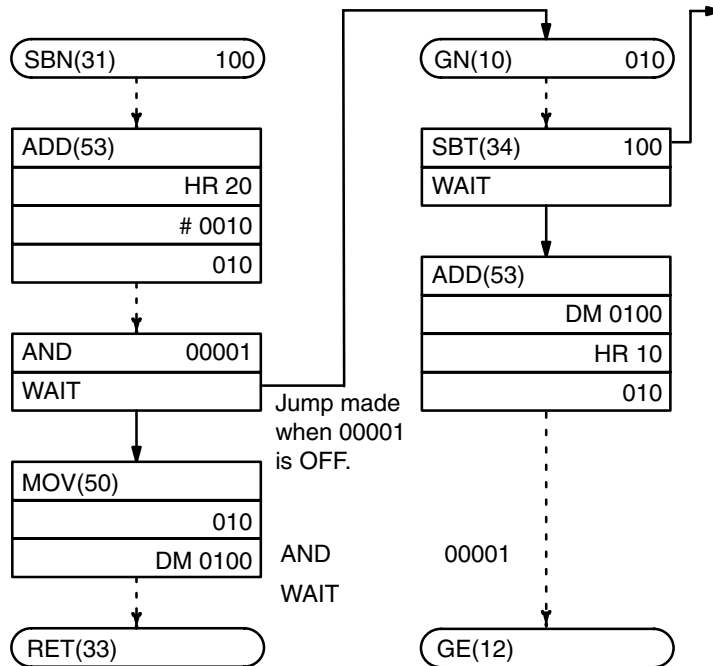 SBN(31) 100
ADD(53)
HR 20
# 0010
010
AND 00001
WAIT
Jump made
when 00001
is OFF.
MOV(50)
010
DM 0100
RET(33)
GN(10) 010
SBT(34) 100
WAIT
ADD(53)
DM 0100
HR 10
010
AND 00001
WAIT
GE(12)